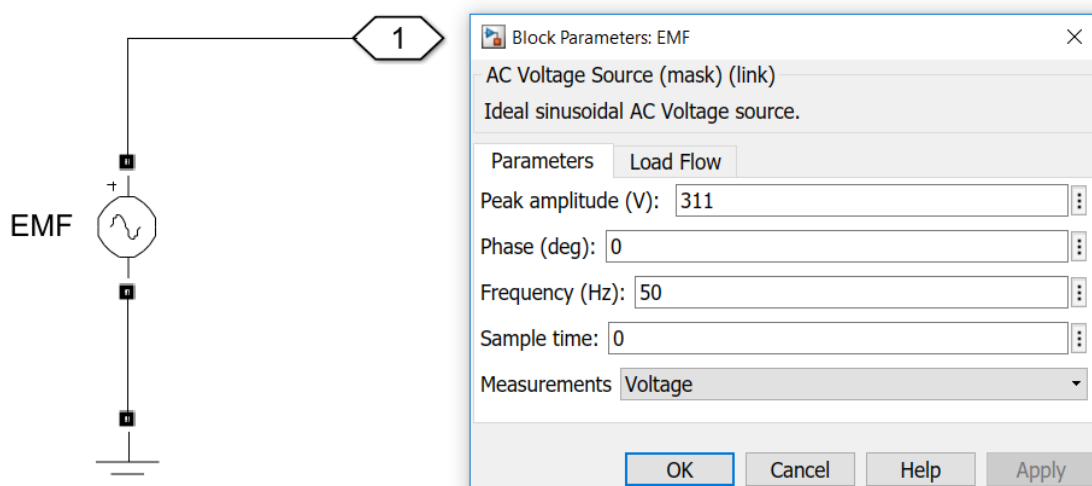 1
EMF
+
Block Parameters: EMF
AC Voltage Source (mask) (link)
Ideal sinusoidal AC Voltage source.
Parameters Load Flow
Peak amplitude (V): 311
Phase (deg): 0
Frequency (Hz): 50
Sample time: 0
Measurements Voltage
OK Cancel Help Apply